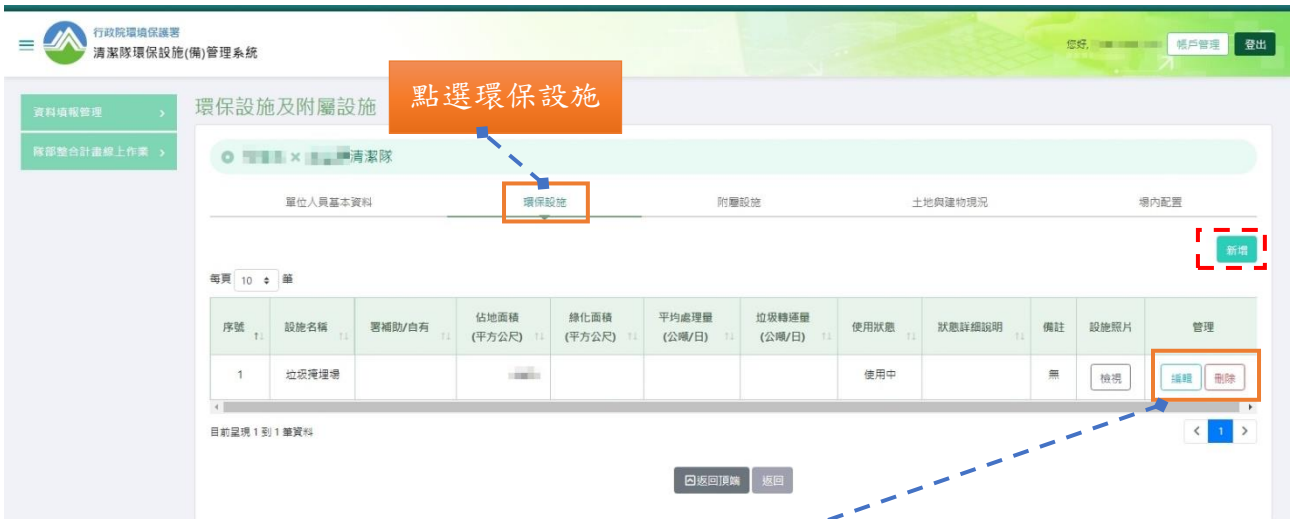 行政院環境保護署
清潔隊環保設施(備)管理系統
您好,
帳戶管理
登出
資料填報管理
隊部整合計畫線上作業
環保設施及附屬設施
點選環保設施
× 清潔隊
單位人員基本資料
環保設施
附屬設施
土地與建物現況
場內配置
新增
每頁 10 筆
序號
設施名稱
署補助/自有
佔地面積
(平方公尺)
綠化面積
(平方公尺)
平均處理量
(公噸/日)
垃圾轉運量
(公噸/日)
使用狀態
狀態詳細說明
備註
設施照片
管理
1
垃圾掩埋場
使用中
無
檢視
編輯
刪除
目前呈現 1 到 1 筆資料
< 1 >
返回頂端
返回